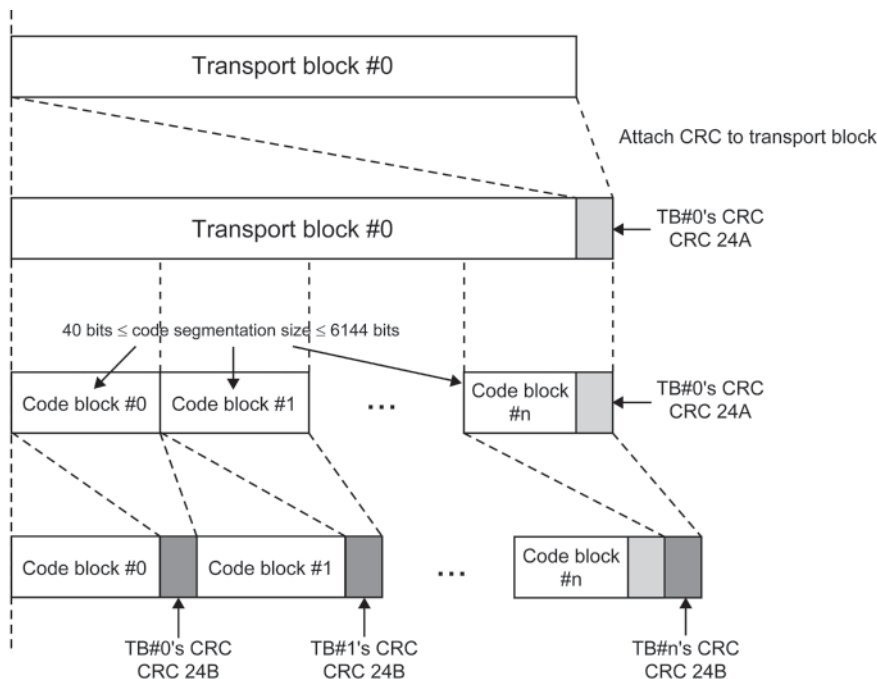 Transport block #0
Attach CRC to transport block
Transport block #0
TB#0's CRC
CRC 24A
40 bits ≤ code segmentation size ≤ 6144 bits
Code block #0
Code block #1
...
Code block
#n
TB#0's CRC
CRC 24A
Code block #0
Code block #1
...
Code block
#n
TB#0's CRC
CRC 24B
TB#1's CRC
CRC 24B
TB#n's CRC
CRC 24B